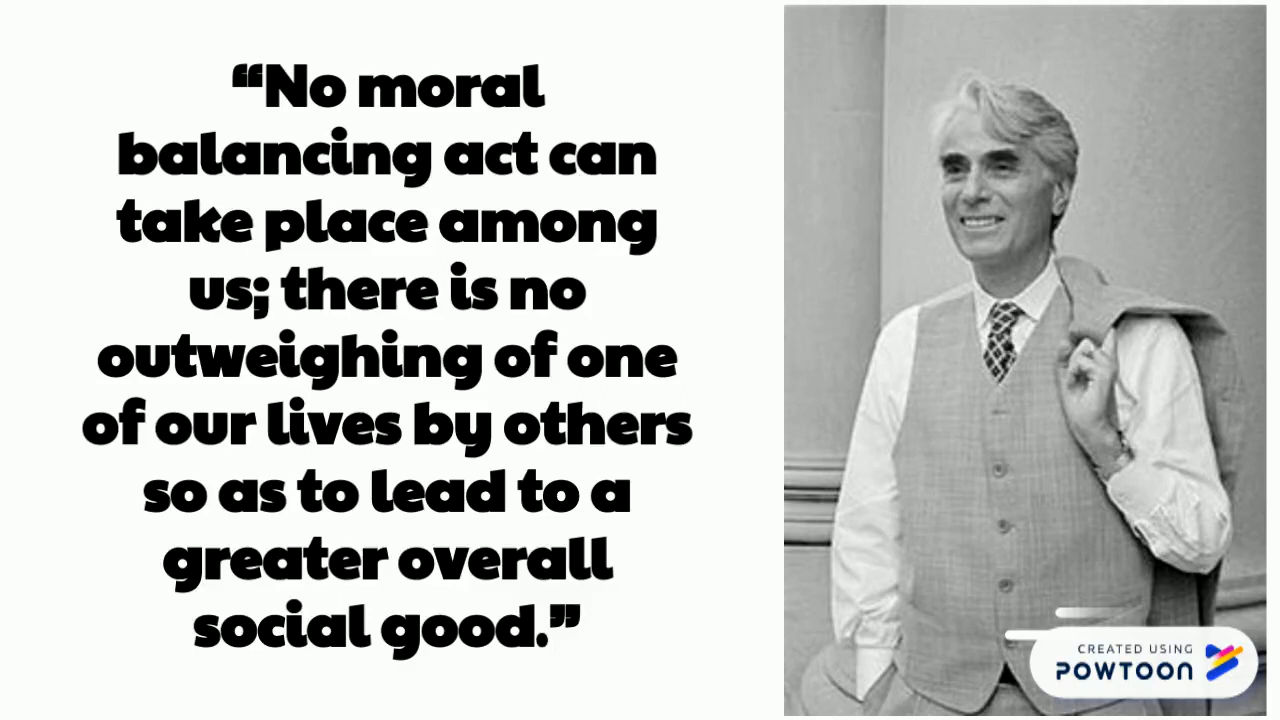 “No moral
balancing act can
take place among
us; there is no
outweighing of one
of our lives by others
so as to lead to a
greater overall
social good.”
CREATED USING
POWTOON